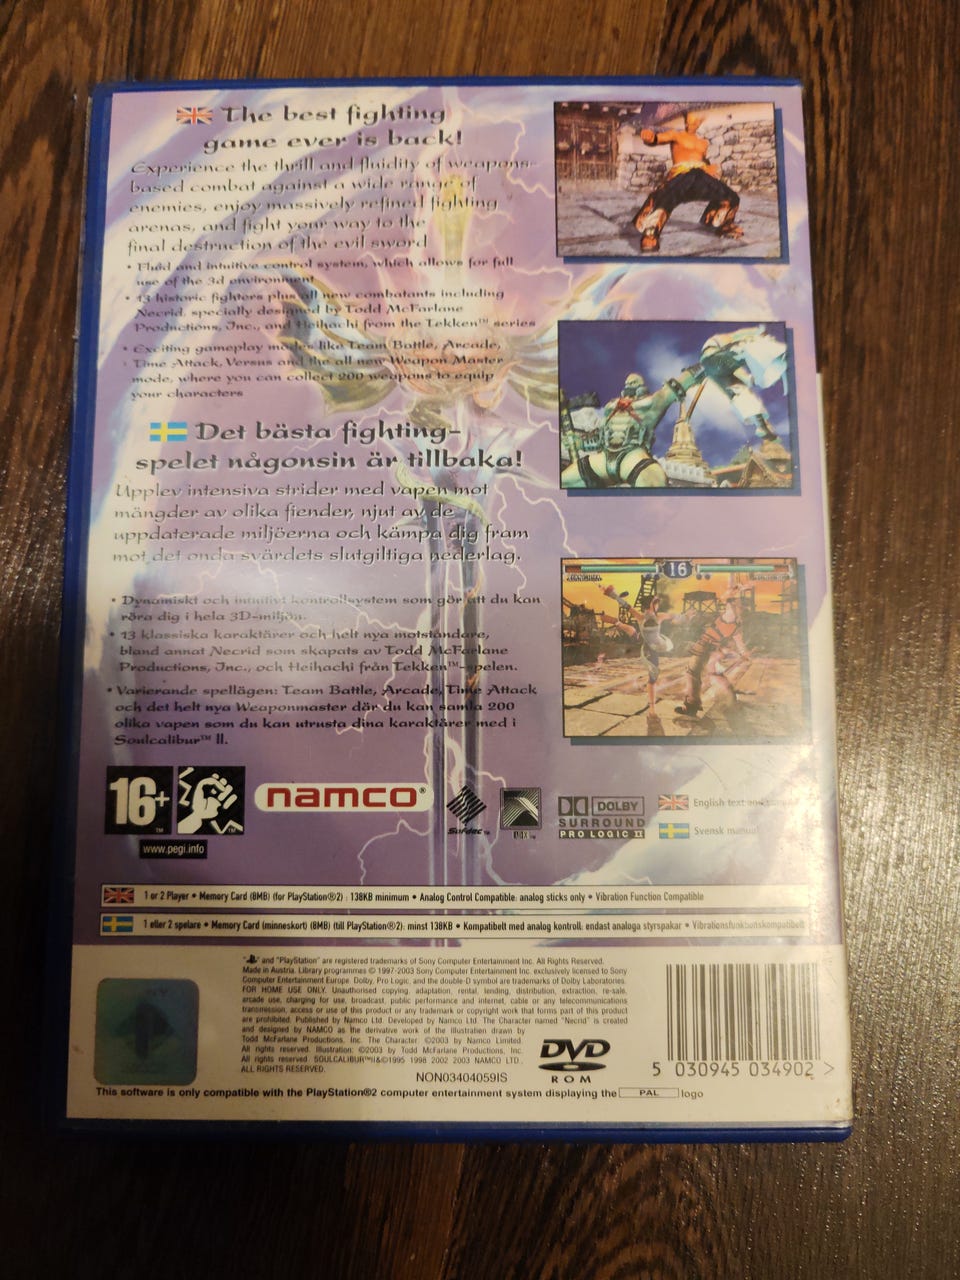 The best fighting
game ever is back!
Experience the thrill and fluidity of weapons-
based combat against a wide range of
enemies, enjoy massively refined fighting
arenas, and fight your way to the
final destruction of the evil sword
• Fluid and intuitive control system, which allows for full
use of the 3d environment
• 13 historic fighters plus all new combatants including
Necrid, specially designed by Todd McFarlane
Productions, Inc., and Heihachi from the Tekken™ series
• Exciting gameplay modes like Team Battle, Arcade,
Time Attack, Versus and the all new Weapon Master
mode, where you can collect 200 weapons to equip
your characters
Det bästa fighting-
spelet någonsin är tillbaka!
Upplev intensiva strider med vapen mot
mängder av olika fiender, njut av de
uppdaterade miljöerna och kämpa dig fram
mot det onda svärdets slutgiltiga nederlag.
• Dynamiskt och intuitivt kontrollsystem som gör att du kan
röra dig i hela 3D-miljön.
• 13 klassiska karaktärer och helt nya motståndare,
bland annat Necrid som skapats av Todd McFarlane
Productions, Inc., och Heihachi från Tekken™-spelen.
• Varierande spellägen: Team Battle, Arcade, Time Attack
och det helt nya Weaponmaster där du kan samla 200
olika vapen som du kan utrusta dina karaktärer med i
Soulcalibur™ II.
16
16+
™
www.pegi.info
namco®
Sofdec™
DOLBY
SURROUND
PRO LOGIC II
English text and
Svensk manual
1 or 2 Player • Memory Card (8MB) (for PlayStation®2) : 138KB minimum • Analog Control Compatible: analog sticks only • Vibration Function Compatible
1 eller 2 spelare • Memory Card (minneskort) (8MB) (till PlayStation®2): minst 138KB • Kompatibelt med analog kontroll: endast analoga styrspakar • Vibrationsfunktionskompatibelt
" " and "PlayStation" are registered trademarks of Sony Computer Entertainment Inc. All Rights Reserved.
Made in Austria. Library programmes © 1997-2003 Sony Computer Entertainment Inc. exclusively licensed to Sony
Computer Entertainment Europe. Dolby, Pro Logic, and the double-D symbol are trademarks of Dolby Laboratories.
FOR HOME USE ONLY. Unauthorised copying, adaptation, rental, lending, distribution, extraction, re-sale,
arcade use, charging for use, broadcast, public performance and internet, cable or any telecommunications
transmission, access or use of this product or any trademark or copyright work that forms part of this product
are prohibited. Published by Namco Ltd. Developed by Namco Ltd. The Character named "Necrid" is created
and designed by NAMCO as the derivative work of the illustration drawn by
Todd McFarlane Productions, Inc. The Character ©2003 by Namco Limited.
All rights reserved. Illustration: ©2003 by Todd McFarlane Productions, Inc.
All rights reserved. SOULCALIBUR™II&©1995 1998 2002 2003 NAMCO LTD.,
ALL RIGHTS RESERVED.
NON03404059IS
DVD
ROM
5 030945 034902 >
This software is only compatible with the PlayStation®2 computer entertainment system displaying the PAL logo